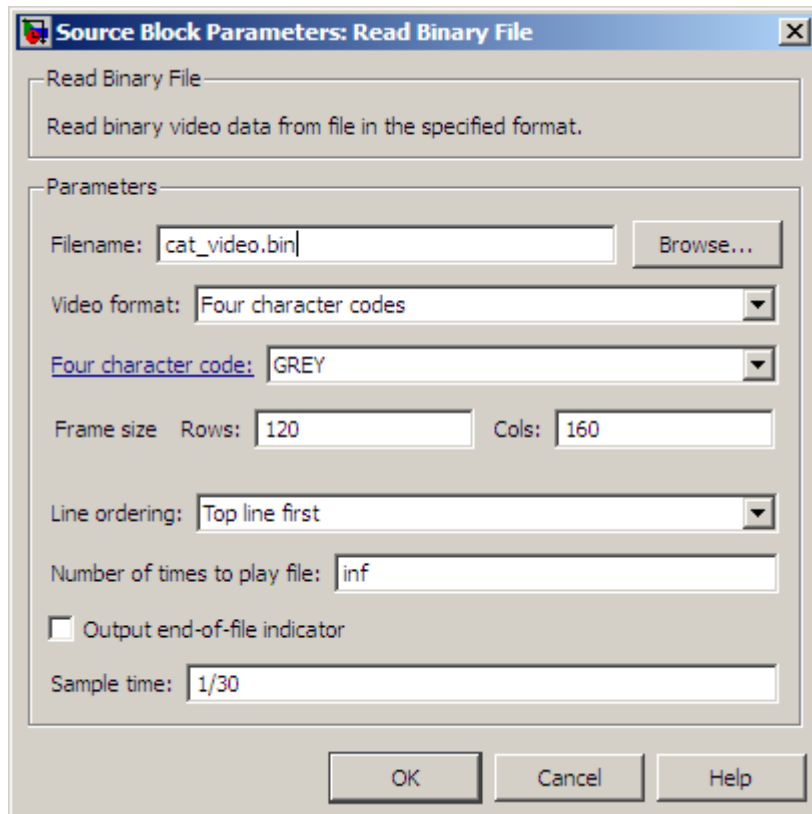 Source Block Parameters: Read Binary File
Read Binary File
Read binary video data from file in the specified format.
Parameters
Filename: cat_video.bin Browse...
Video format: Four character codes
Four character code: GREY
Frame size Rows: 120 Cols: 160
Line ordering: Top line first
Number of times to play file: inf
Output end-of-file indicator
Sample time: 1/30
OK Cancel Help